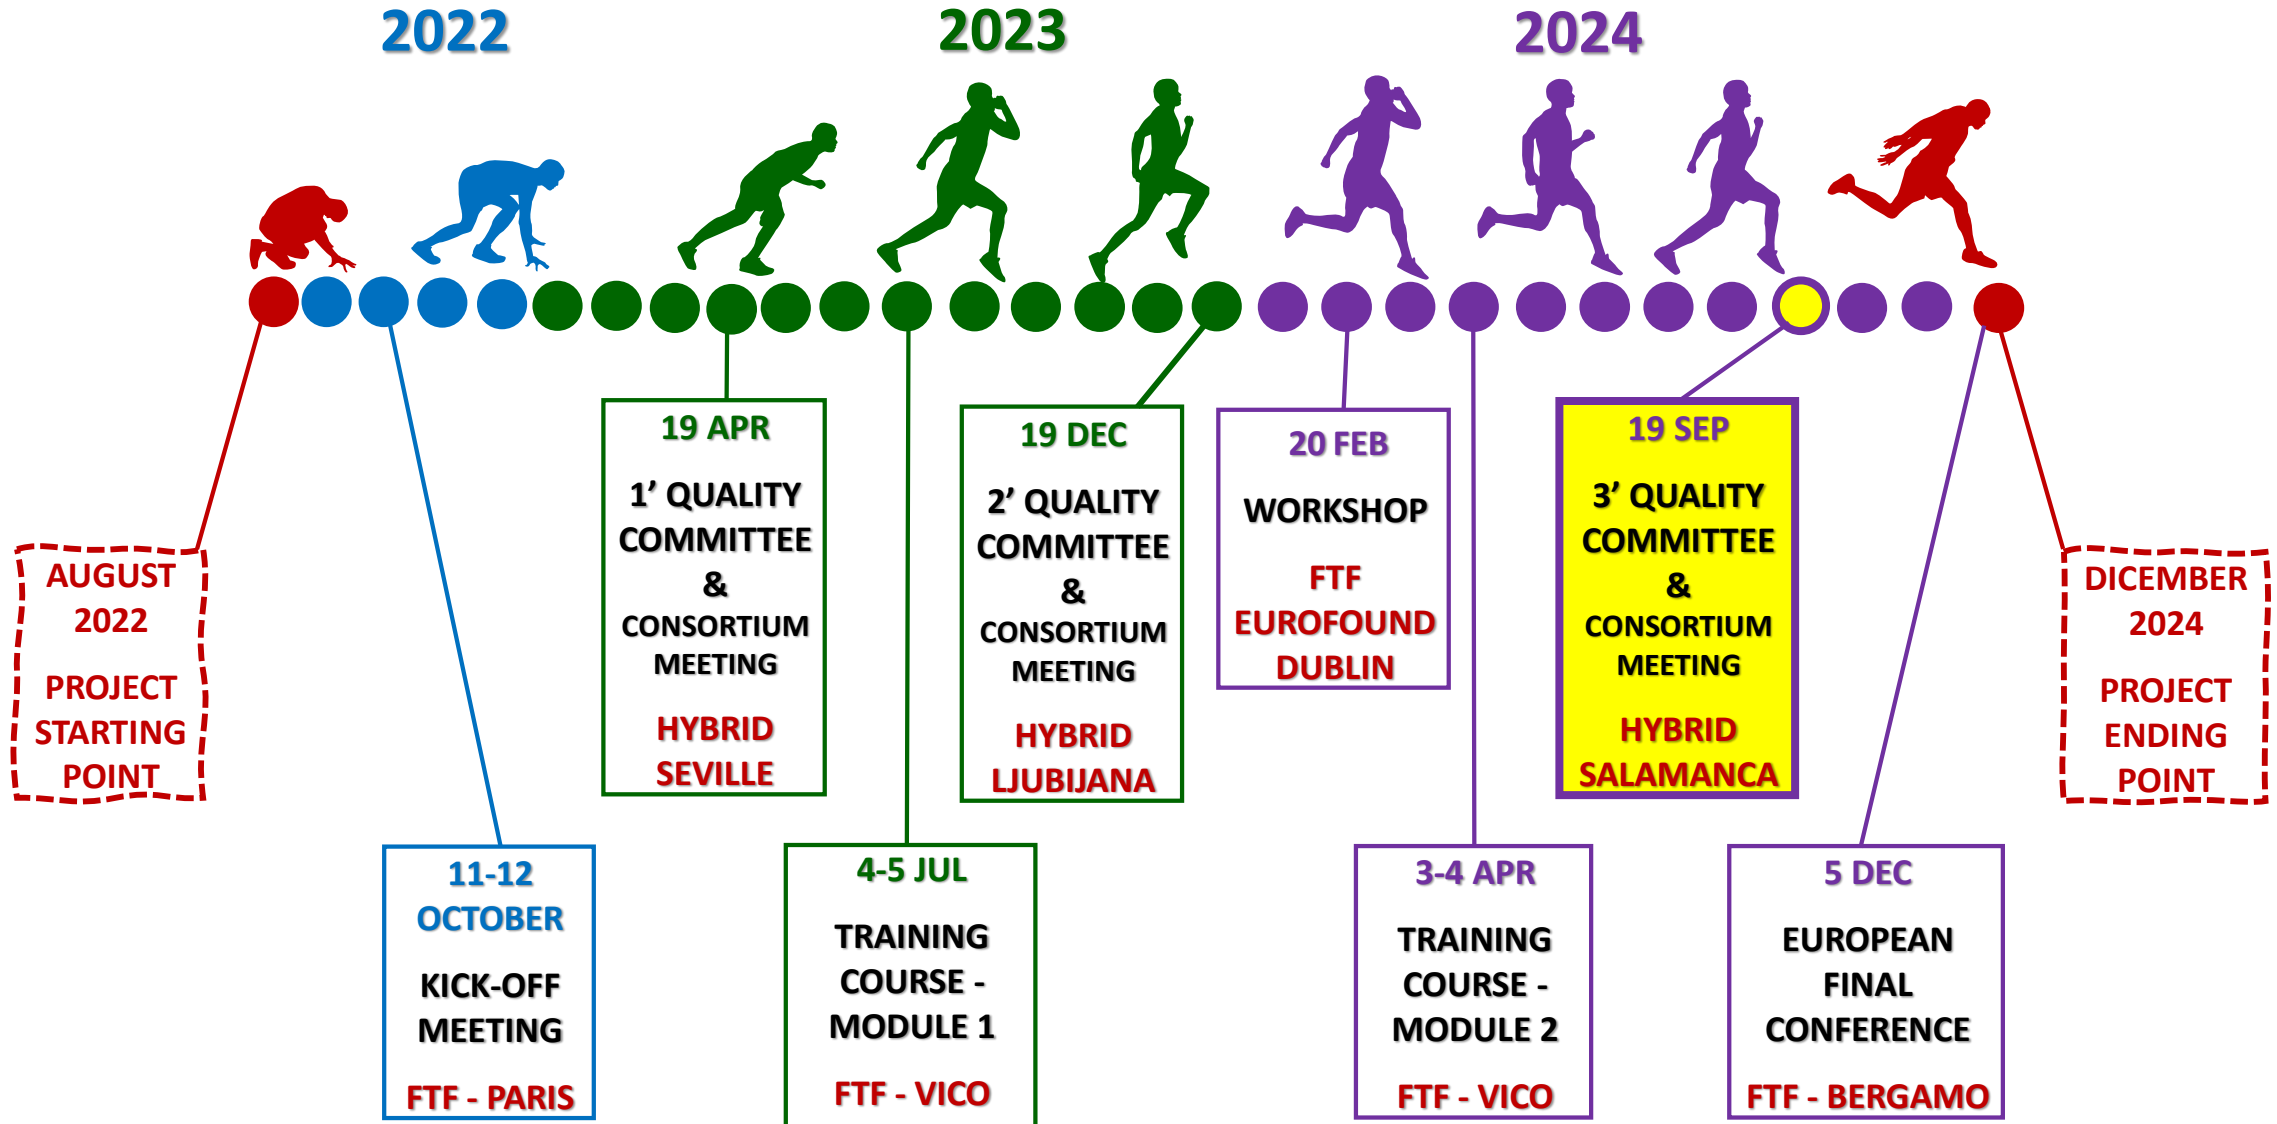 2022
2023
2024
AUGUST
2022
PROJECT
STARTING
POINT
11-12
OCTOBER
KICK-OFF
MEETING
FTF - PARIS
19 APR
1’ QUALITY
COMMITTEE
&
CONSORTIUM
MEETING
HYBRID
SEVILLE
4-5 JUL
TRAINING
COURSE -
MODULE 1
FTF - VICO
19 DEC
2’ QUALITY
COMMITTEE
&
CONSORTIUM
MEETING
HYBRID
LJUBIJANA
20 FEB
WORKSHOP
FTF
EUROFOUND
DUBLIN
3-4 APR
TRAINING
COURSE -
MODULE 2
FTF - VICO
19 SEP
3’ QUALITY
COMMITTEE
&
CONSORTIUM
MEETING
HYBRID
SALAMANCA
5 DEC
EUROPEAN
FINAL
CONFERENCE
FTF - BERGAMO
DICEMBER
2024
PROJECT
ENDING
POINT